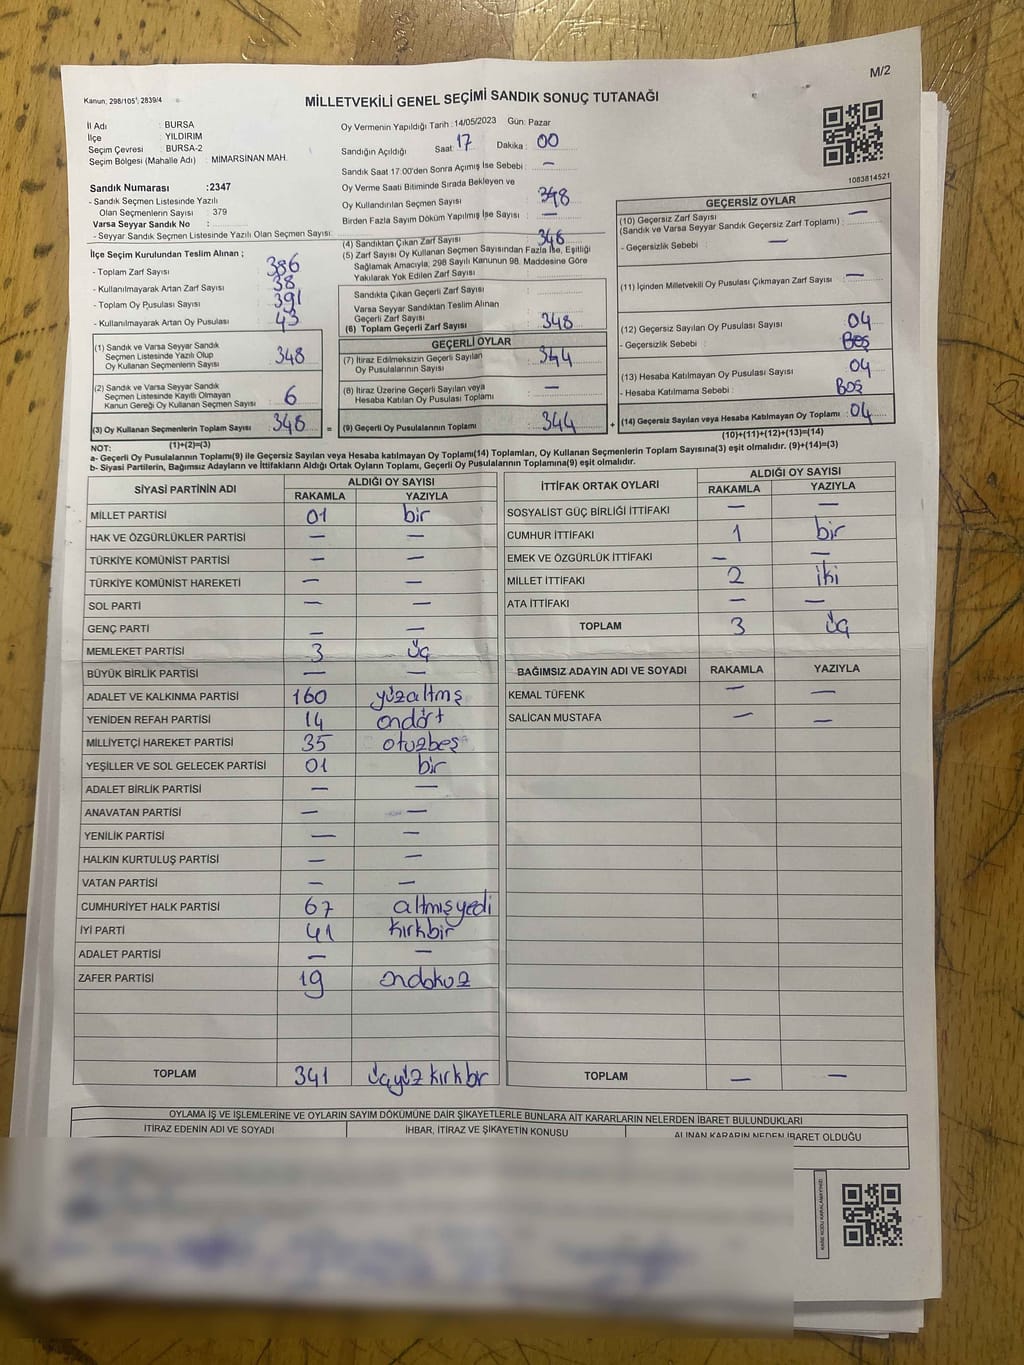 M/2
Kanun, 298/105¹, 2839/4
MİLLETVEKİLİ GENEL SEÇİMİ SANDIK SONUÇ TUTANAĞI
İl Adı : BURSA
İlçe : YILDIRIM
Seçim Çevresi : BURSA-2
Seçim Bölgesi (Mahalle Adı) : MİMARSİNAN MAH.
Sandık Numarası :2347
- Sandık Seçmen Listesinde Yazılı
Olan Seçmenlerin Sayısı : 379
Varsa Seyyar Sandık No :
- Seyyar Sandık Seçmen Listesinde Yazılı Olan Seçmen Sayısı:
Oy Vermenin Yapıldığı Tarih : 14/05/2023 Gün: Pazar
Sandığın Açıldığı Saat : 17 Dakika : 00
Sandık Saat 17:00'den Sonra Açımış İse Sebebi : —
Oy Verme Saati Bitiminde Sırada Bekleyen ve
Oy Kullandırılan Seçmen Sayısı : 348
Birden Fazla Sayım Döküm Yapılmış İse Sayısı : —
1083814521
İlçe Seçim Kurulundan Teslim Alınan ;
- Toplam Zarf Sayısı : 386
- Kullanılmayarak Artan Zarf Sayısı : 38
- Toplam Oy Pusulası Sayısı : 391
- Kullanılmayarak Artan Oy Pusulası : 43
(1) Sandık ve Varsa Seyyar Sandık
Seçmen Listesinde Yazılı Olup
Oy Kullanan Seçmenlerin Sayısı : 348
(2) Sandık ve Varsa Seyyar Sandık
Seçmen Listesinde Kayıtlı Olmayan
Kanun Gereği Oy Kullanan Seçmen Sayısı : 6
(3) Oy Kullanan Seçmenlerin Toplam Sayısı : 348
(1)+(2)=(3)
(4) Sandıktan Çıkan Zarf Sayısı : 348
(5) Zarf Sayısı Oy Kullanan Seçmen Sayısından Fazla İse, Eşitliği
Sağlamak Amacıyla, 298 Sayılı Kanunun 98. Maddesine Göre
Yakılarak Yok Edilen Zarf Sayısı :
Sandıkta Çıkan Geçerli Zarf Sayısı :
Varsa Seyyar Sandıktan Teslim Alınan
Geçerli Zarf Sayısı :
(6) Toplam Geçerli Zarf Sayısı : 348
GEÇERLİ OYLAR
(7) İtiraz Edilmeksizin Geçerli Sayılan
Oy Pusulalarının Sayısı : 344
(8) İtiraz Üzerine Geçerli Sayılan veya
Hesaba Katılan Oy Pusulası Toplamı : —
= (9) Geçerli Oy Pusulalarının Toplamı : 344
GEÇERSİZ OYLAR
(10) Geçersiz Zarf Sayısı : —
(Sandık ve Varsa Seyyar Sandık Geçersiz Zarf Toplamı) :
- Geçersizlik Sebebi : —
(11) İçinden Milletvekili Oy Pusulası Çıkmayan Zarf Sayısı : —
(12) Geçersiz Sayılan Oy Pusulası Sayısı : 04
- Geçersizlik Sebebi : Boş
(13) Hesaba Katılmayan Oy Pusulası Sayısı : 04
- Hesaba Katılmama Sebebi : Boş
+ (14) Geçersiz Sayılan veya Hesaba Katılmayan Oy Toplamı : 04
(10)+(11)+(12)+(13)=(14)
NOT:
a- Geçerli Oy Pusulalarının Toplamı(9) ile Geçersiz Sayılan veya Hesaba katılmayan Oy Toplamı(14) Toplamları, Oy Kullanan Seçmenlerin Toplam Sayısına(3) eşit olmalıdır. (9)+(14)=(3)
b- Siyasi Partilerin, Bağımsız Adayların ve İttifakların Aldığı Ortak Oyların Toplamı, Geçerli Oy Pusulalarının Toplamına(9) eşit olmalıdır.
SİYASİ PARTİNİN ADI ALDIĞI OY SAYISI
RAKAMLA YAZIYLA
MİLLET PARTİSİ 01 bir
HAK VE ÖZGÜRLÜKLER PARTİSİ — —
TÜRKİYE KOMÜNİST PARTİSİ — —
TÜRKİYE KOMÜNİST HAREKETİ — —
SOL PARTİ — —
GENÇ PARTİ — —
MEMLEKET PARTİSİ 3 üç
BÜYÜK BİRLİK PARTİSİ — —
ADALET VE KALKINMA PARTİSİ 160 yüzaltmş
YENİDEN REFAH PARTİSİ 14 ondört
MİLLİYETÇİ HAREKET PARTİSİ 35 otuzbeş
YEŞİLLER VE SOL GELECEK PARTİSİ 01 bir
ADALET BİRLİK PARTİSİ — —
ANAVATAN PARTİSİ — —
YENİLİK PARTİSİ — —
HALKIN KURTULUŞ PARTİSİ — —
VATAN PARTİSİ — —
CUMHURİYET HALK PARTİSİ 67 altmışyedi
İYİ PARTİ 41 kırkbir
ADALET PARTİSİ — —
ZAFER PARTİSİ 19 ondokuz
TOPLAM 341 üçyüz kırkbir
İTTİFAK ORTAK OYLARI ALDIĞI OY SAYISI
RAKAMLA YAZIYLA
SOSYALİST GÜÇ BİRLİĞİ İTTİFAKI — —
CUMHUR İTTİFAKI 1 bir
EMEK VE ÖZGÜRLÜK İTTİFAKI — —
MİLLET İTTİFAKI 2 iki
ATA İTTİFAKI — —
TOPLAM 3 üç
BAĞIMSIZ ADAYIN ADI VE SOYADI RAKAMLA YAZIYLA
KEMAL TÜFENK — —
SALİCAN MUSTAFA — —
TOPLAM — —
OYLAMA İŞ VE İŞLEMLERİNE VE OYLARIN SAYIM DÖKÜMÜNE DAİR ŞİKAYETLERLE BUNLARA AİT KARARLARIN NELERDEN İBARET BULUNDUKLARI
İTİRAZ EDENİN ADI VE SOYADI İHBAR, İTİRAZ VE ŞİKAYETİN KONUSU ALINAN KARARIN NEDEN İBARET OLDUĞU
KARE KODU KARALAMAYINIZ!